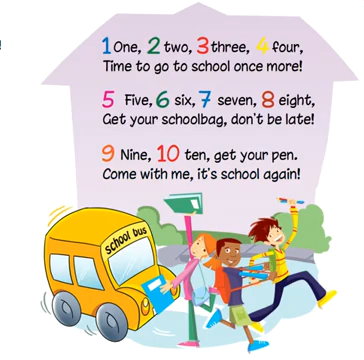 1 One, 2 two, 3 three, 4 four,
Time to go to school once more!
5 Five, 6 six, 7 seven, 8 eight,
Get your schoolbag, don't be late!
9 Nine, 10 ten, get your pen.
Come with me, it's school again!
school bus